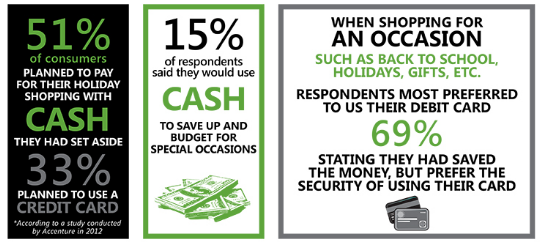 51%
of consumers
PLANNED TO PAY
FOR THEIR HOLIDAY
SHOPPING WITH
CASH
THEY HAD SET ASIDE
33%
PLANNED TO USE A
CREDIT CARD
*According to a study conducted
by Accenture in 2012
15%
of respondents
said they would use
CASH
TO SAVE UP AND
BUDGET FOR
SPECIAL OCCASIONS
WHEN SHOPPING FOR
AN OCCASION
SUCH AS BACK TO SCHOOL,
HOLIDAYS, GIFTS, ETC.
RESPONDENTS MOST PREFERRED
TO US THEIR DEBIT CARD
69%
STATING THEY HAD SAVED
THE MONEY, BUT PREFER THE
SECURITY OF USING THEIR CARD